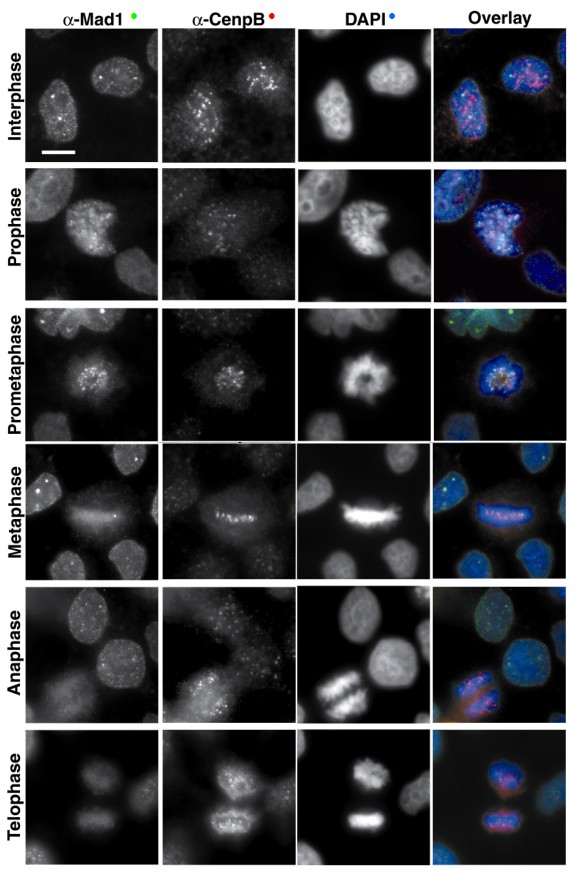 α-Mad1 α-CenpB DAPI Overlay
Interphase
Prophase
Prometaphase
Metaphase
Anaphase
Telophase